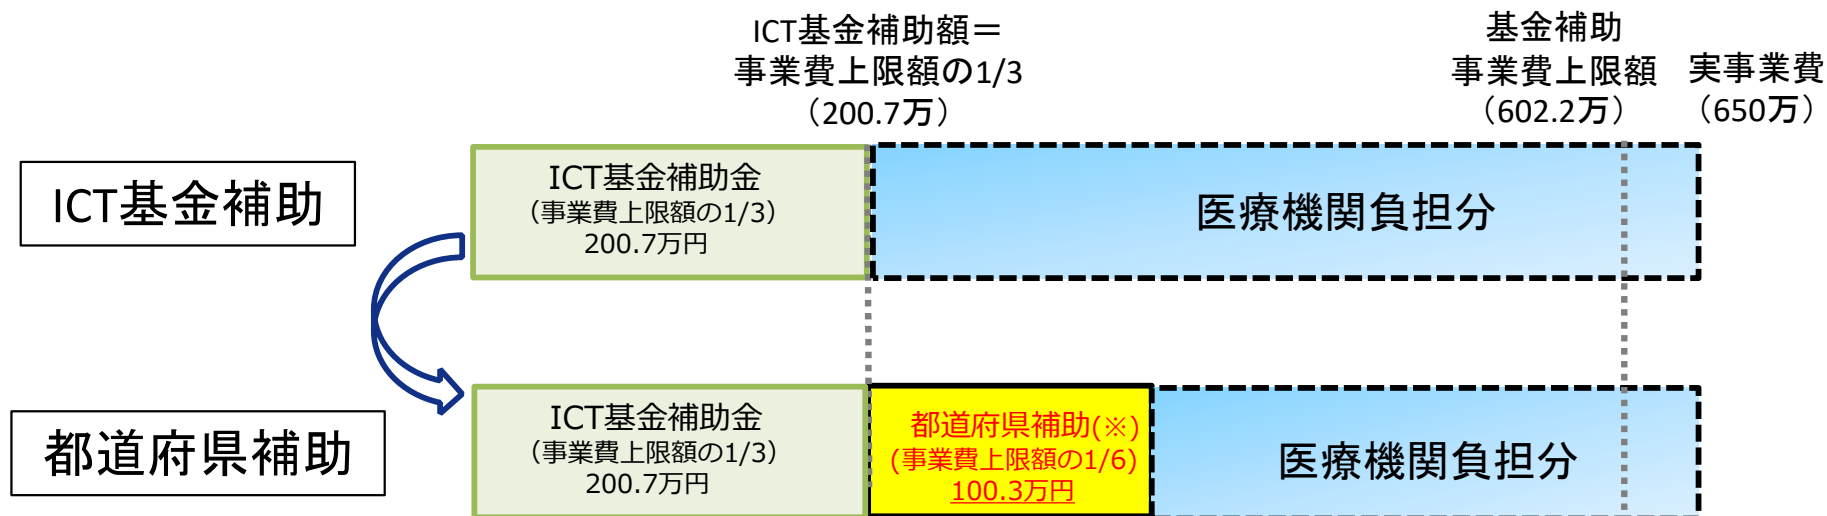 ICT基金補助額＝
事業費上限額の1/3
（200.7万）
基金補助
事業費上限額
（602.2万）
実事業費
（650万）
ICT基金補助
ICT基金補助金
（事業費上限額の1/3）
200.7万円
医療機関負担分
都道府県補助
ICT基金補助金
（事業費上限額の1/3）
200.7万円
都道府県補助(※)
(事業費上限額の1/6)
100.3万円
医療機関負担分